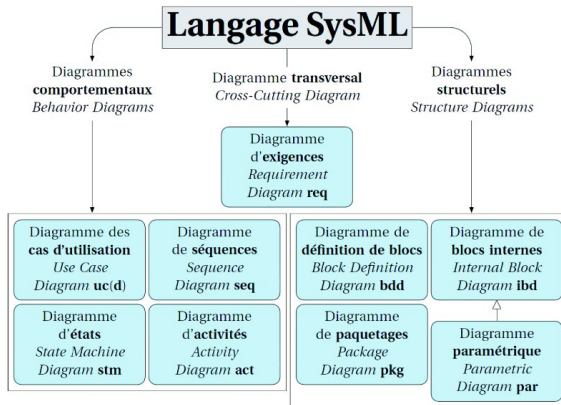 Langage SysML
Diagrammes
comportementaux
Behavior Diagrams
Diagramme transversal
Cross-Cutting Diagram
Diagrammes
structurels
Structure Diagrams
Diagramme
d'exigences
Requirement
Diagram req
Diagramme des
cas d'utilisation
Use Case
Diagram uc(d)
Diagramme
de séquences
Sequence
Diagram seq
Diagramme
d'états
State Machine
Diagram stm
Diagramme
d'activités
Activity
Diagram act
Diagramme de
définition de blocs
Block Definition
Diagram bdd
Diagramme de
blocs internes
Internal Block
Diagram ibd
Diagramme
de paquetages
Package
Diagram pkg
Diagramme
paramétrique
Parametric
Diagram par